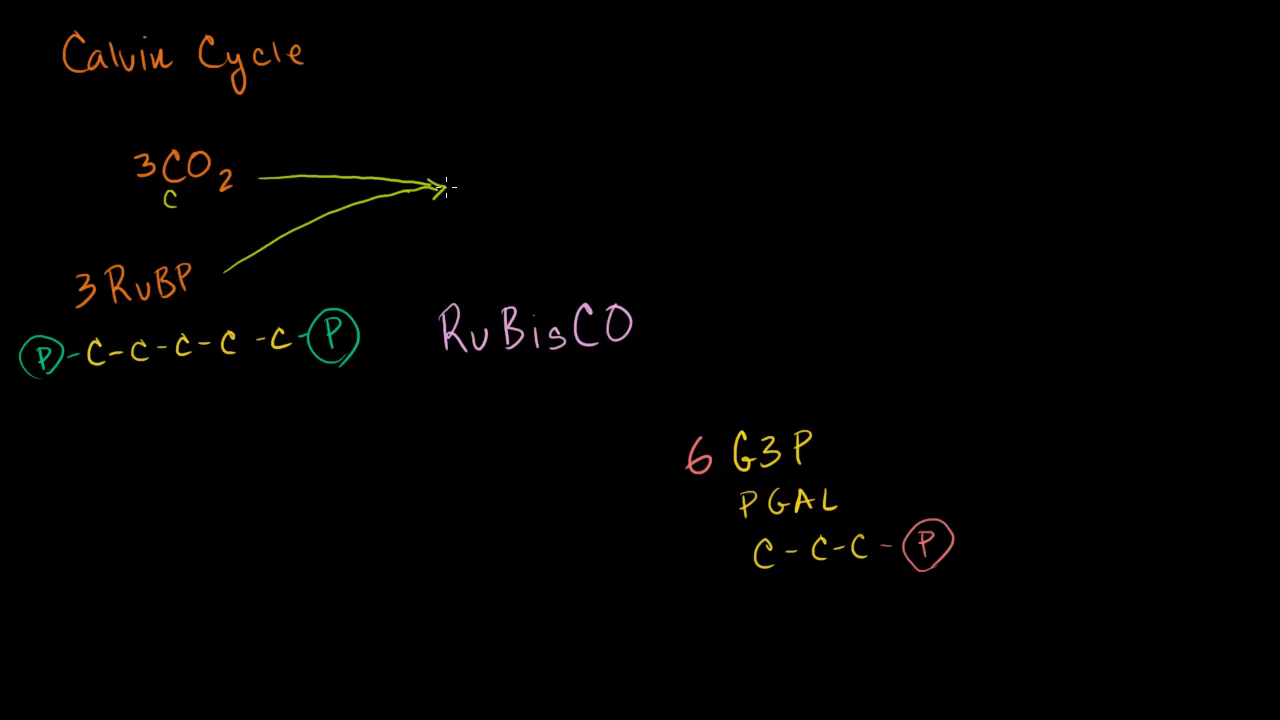 Calvin Cycle
3CO2
C
3RuBP
P-C-C-C-C-C-P
RuBisCO
6 G3P
PGAL
C-C-C-P